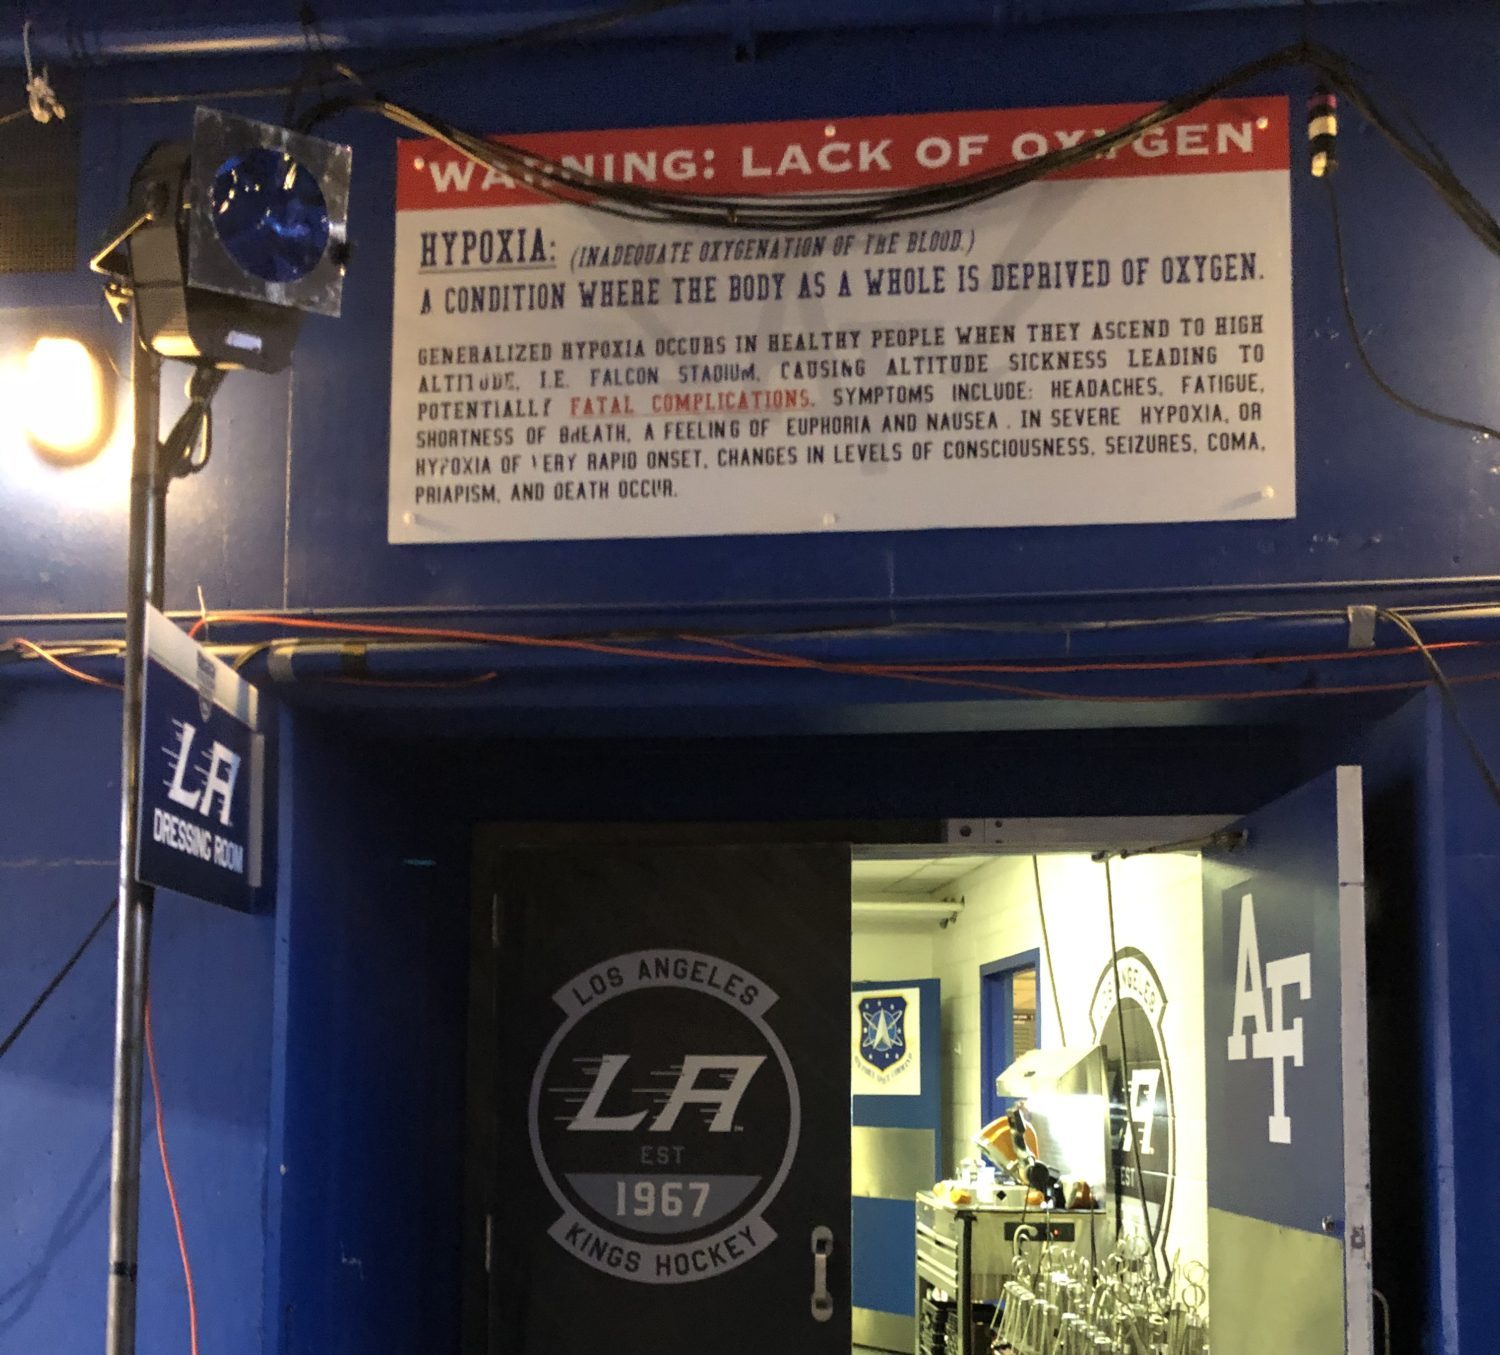 WARNING: LACK OF OXYGEN
HYPOXIA: (INADEQUATE OXYGENATION OF THE BLOOD.)
A CONDITION WHERE THE BODY AS A WHOLE IS DEPRIVED OF OXYGEN.
GENERALIZED HYPOXIA OCCURS IN HEALTHY PEOPLE WHEN THEY ASCEND TO HIGH
ALTITUDE, I.E. FALCON STADIUM, CAUSING ALTITUDE SICKNESS LEADING TO
POTENTIALLY FATAL COMPLICATIONS. SYMPTOMS INCLUDE: HEADACHES, FATIGUE,
SHORTNESS OF BREATH, A FEELING OF EUPHORIA AND NAUSEA. IN SEVERE HYPOXIA, OR
HYPOXIA OF VERY RAPID ONSET, CHANGES IN LEVELS OF CONSCIOUSNESS, SEIZURES, COMA,
PRIAPISM, AND DEATH OCCUR.
LA
DRESSING ROOM
LOS ANGELES
LA
EST
1967
KINGS HOCKEY
ANGELES
LA
EST
AF